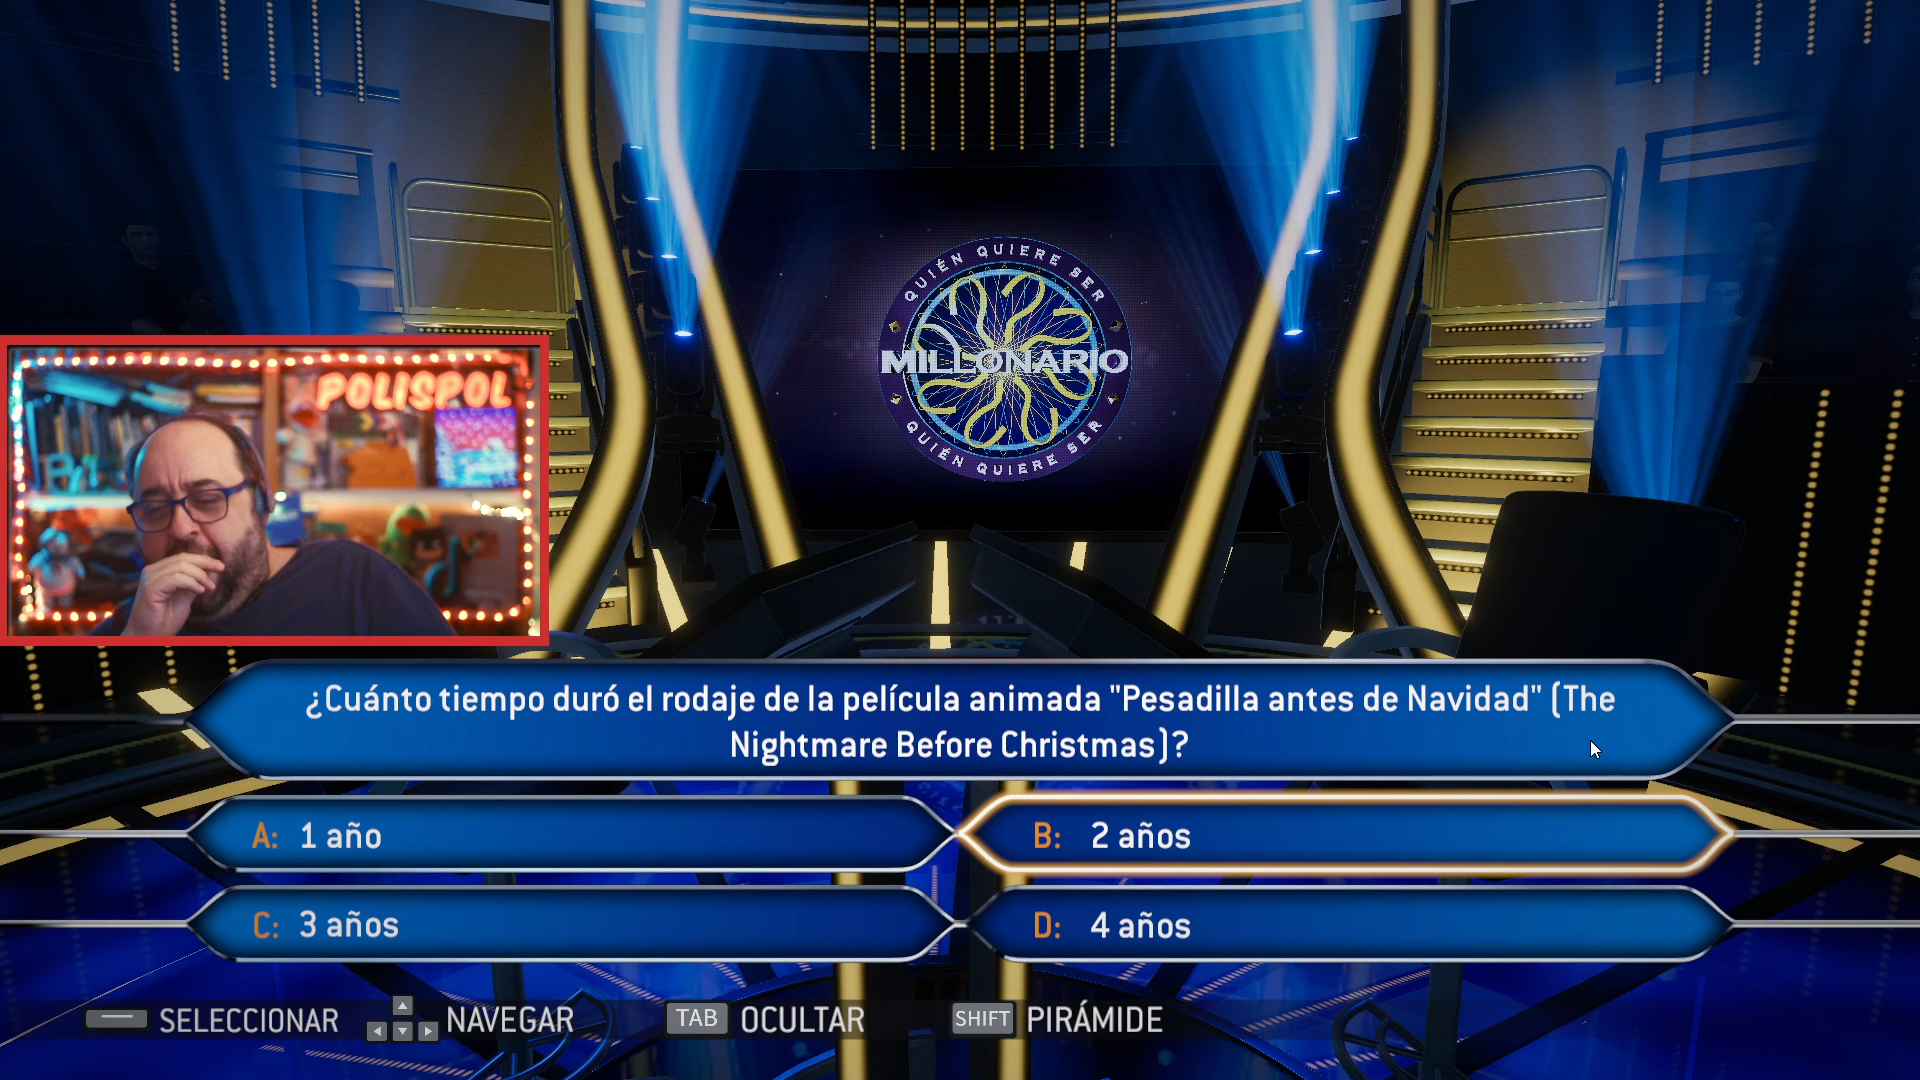 QUIÉN QUIERE SER
MILLONARIO
QUIÉN QUIERE SER
POLISPOL
¿Cuánto tiempo duró el rodaje de la película animada "Pesadilla antes de Navidad" (The
Nightmare Before Christmas)?
A: 1 año
B: 2 años
C: 3 años
D: 4 años
SELECCIONAR NAVEGAR TAB OCULTAR SHIFT PIRÁMIDE